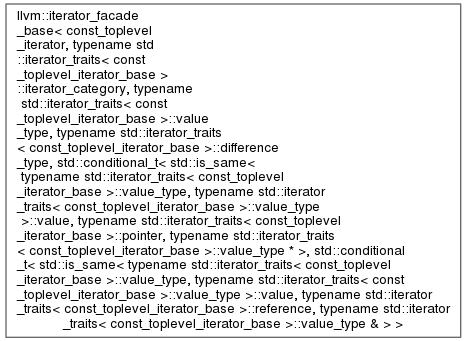 llvm::iterator_facade
_base< const_toplevel
_iterator, typename std
::iterator_traits< const
_toplevel_iterator_base >
::iterator_category, typename
std::iterator_traits< const
_toplevel_iterator_base >::value
_type, typename std::iterator_traits
< const_toplevel_iterator_base >::difference
_type, std::conditional_t< std::is_same<
typename std::iterator_traits< const_toplevel
_iterator_base >::value_type, typename std::iterator
_traits< const_toplevel_iterator_base >::value_type
>::value, typename std::iterator_traits< const_toplevel
_iterator_base >::pointer, typename std::iterator_traits
< const_toplevel_iterator_base >::value_type * >, std::conditional
_t< std::is_same< typename std::iterator_traits< const_toplevel
_iterator_base >::value_type, typename std::iterator_traits< const
_toplevel_iterator_base >::value_type >::value, typename std::iterator
_traits< const_toplevel_iterator_base >::reference, typename std::iterator
_traits< const_toplevel_iterator_base >::value_type & > >